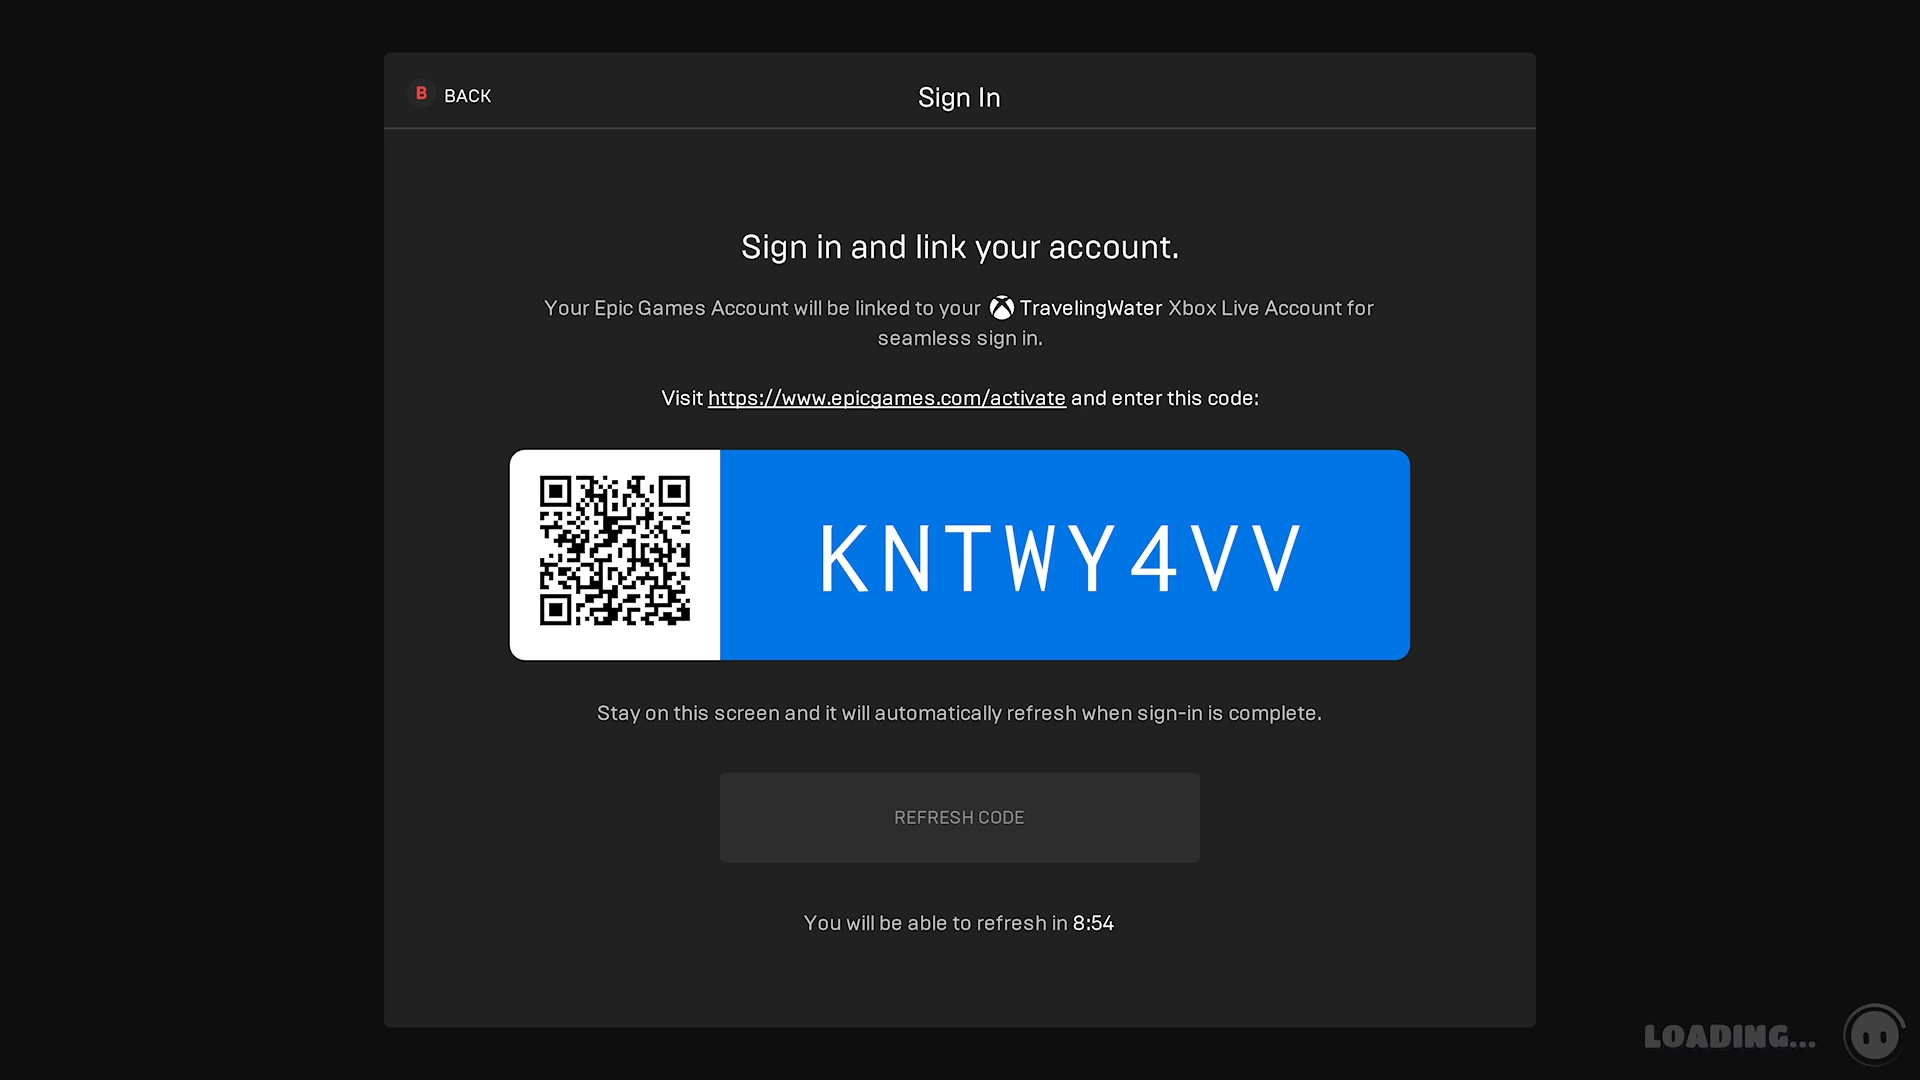 B BACK
Sign In
Sign in and link your account.
Your Epic Games Account will be linked to your TravelingWater Xbox Live Account for
seamless sign in.
Visit https://www.epicgames.com/activate and enter this code:
KNTWY4VV
Stay on this screen and it will automatically refresh when sign-in is complete.
REFRESH CODE
You will be able to refresh in 8:54
LOADING...